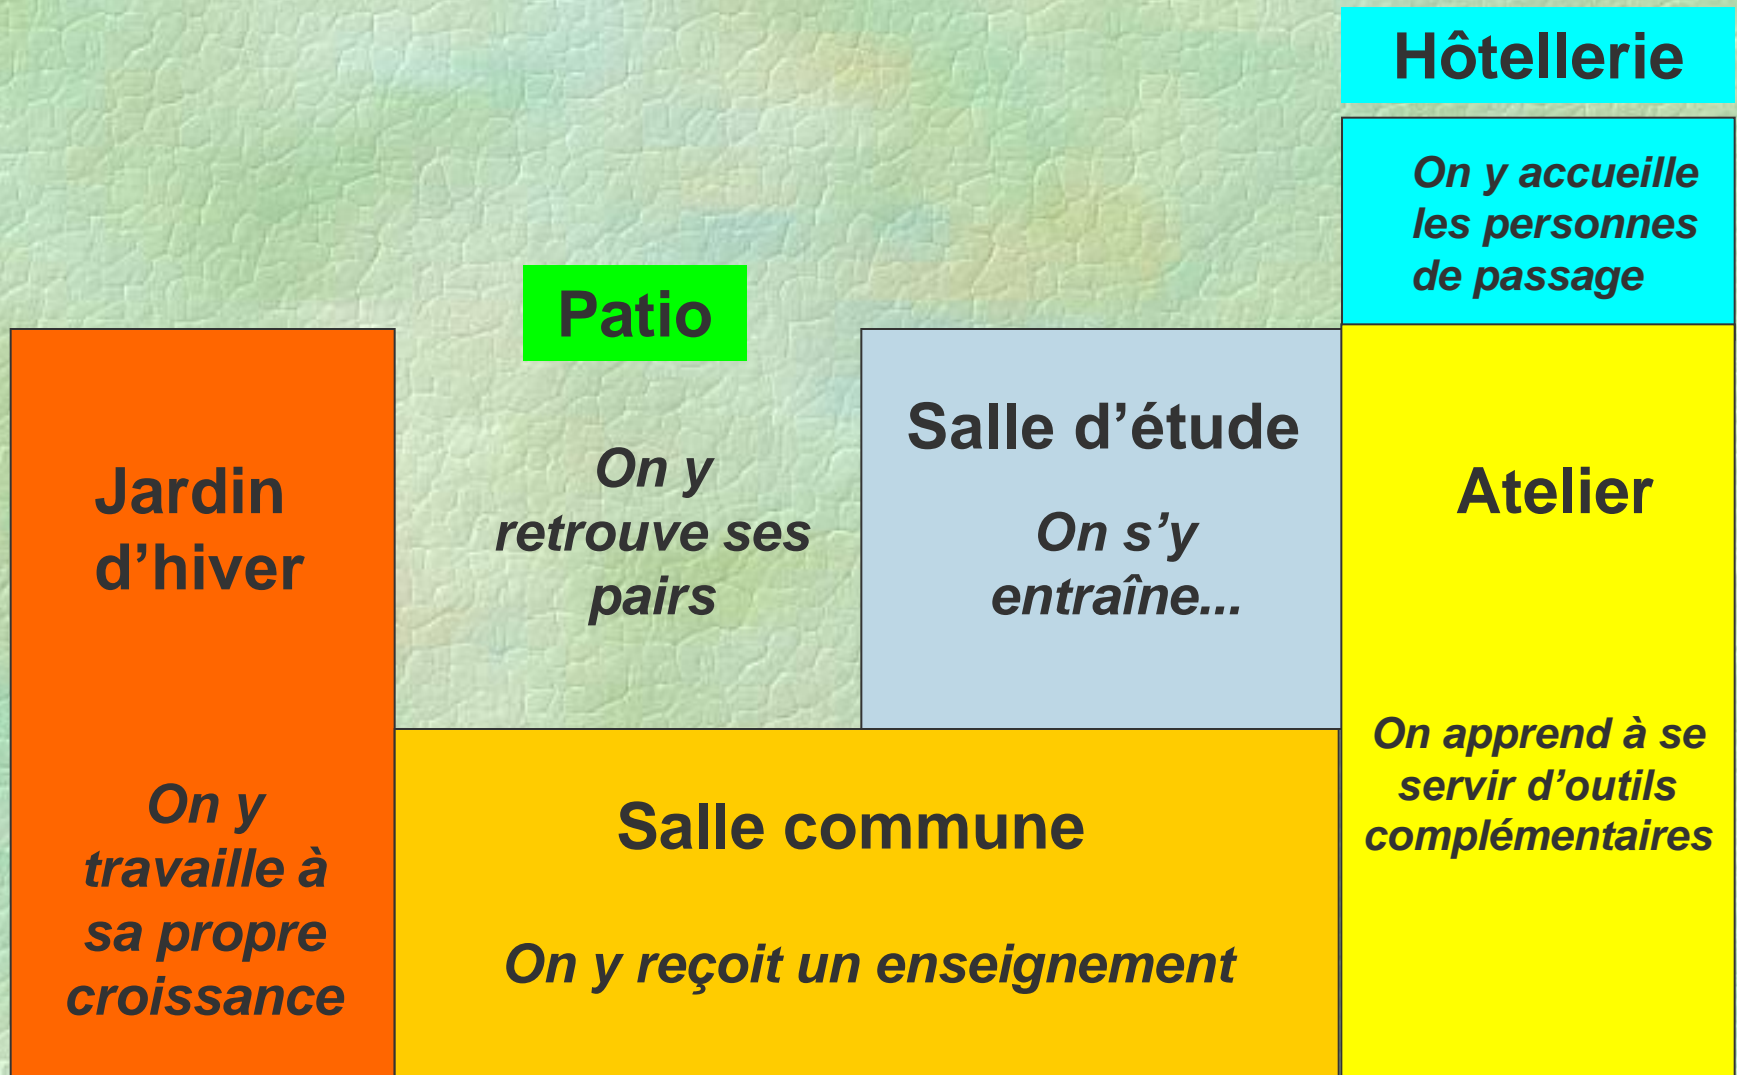 Hôtellerie
On y accueille
les personnes
de passage
Patio
On y
retrouve ses
pairs
Salle d’étude
On s’y
entraîne...
Jardin
d’hiver
On y
travaille à
sa propre
croissance
Atelier
On apprend à se
servir d’outils
complémentaires
Salle commune
On y reçoit un enseignement